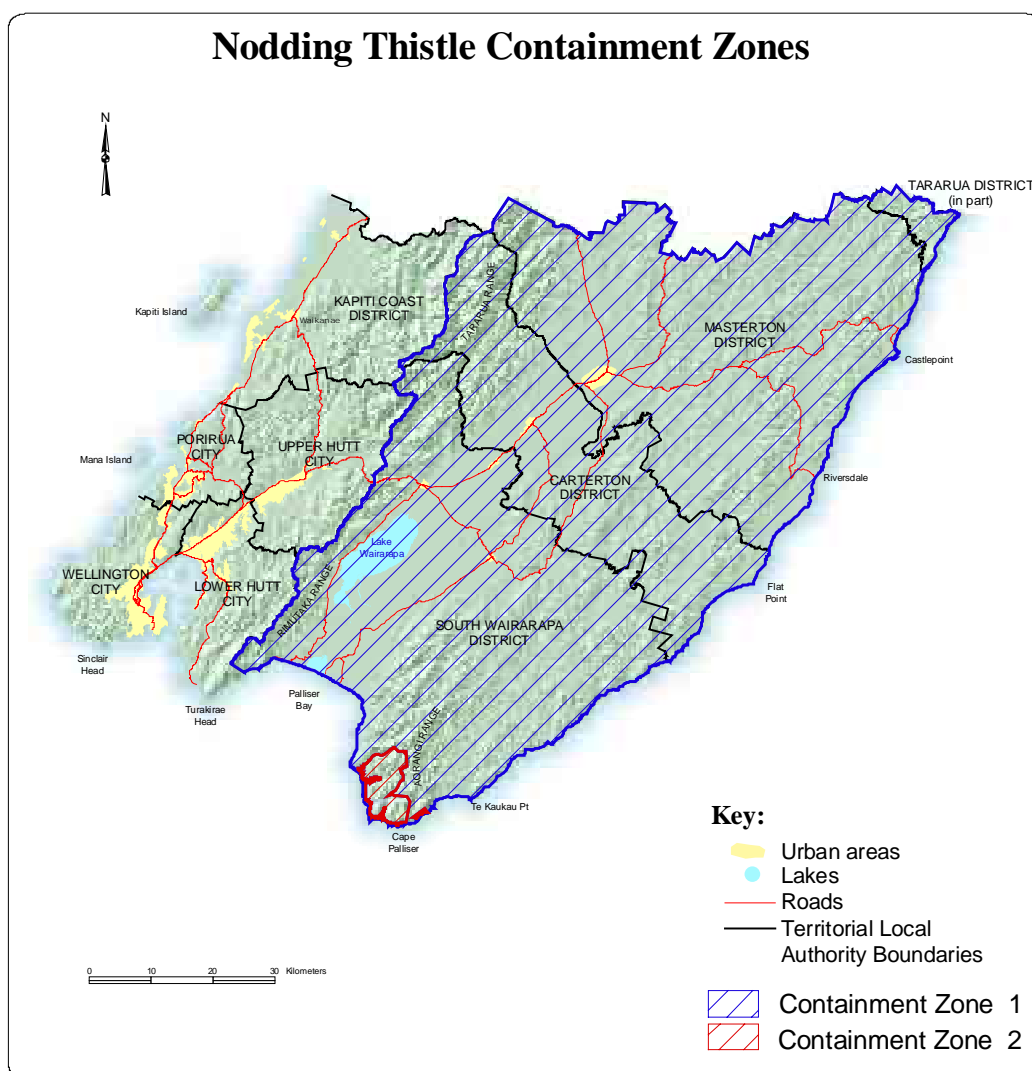 Nodding Thistle Containment Zones
N
TARARUA DISTRICT
(in part)
TARARUA RANGE
KAPITI COAST
DISTRICT
Kapiti Island
Waikanae
MASTERTON
DISTRICT
Castlepoint
PORIRUA
CITY
UPPER HUTT
CITY
Mana Island
CARTERTON
DISTRICT
Riversdale
Lake
Wairarapa
WELLINGTON
CITY
LOWER HUTT
CITY
RIMUTAKA RANGE
Flat
Point
SOUTH WAIRARAPA
DISTRICT
Sinclair
Head
Palliser
Bay
Turakirae
Head
AORANGI RANGE
Te Kaukau Pt
Cape
Palliser
Key:
Urban areas
Lakes
Roads
Territorial Local
Authority Boundaries
0 10 20 30 Kilometers
Containment Zone 1
Containment Zone 2